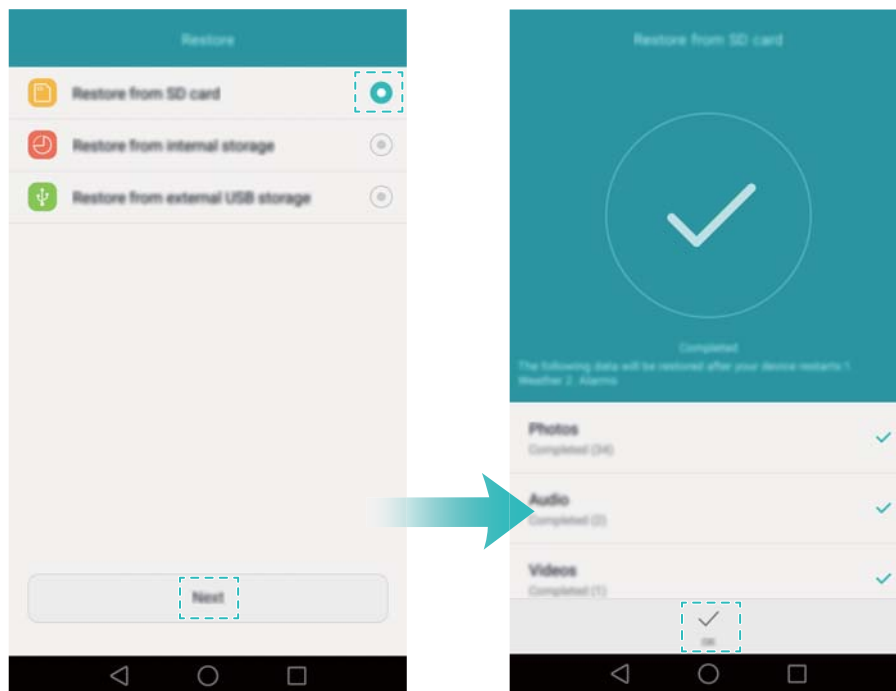 Restore
Restore from SD card
Restore from internal storage
Restore from external USB storage
Next
Restore from SD card
Completed
The following data will be restored after your device restarts:1.
Weather 2. Alarms
Photos
Completed (34)
Audio
Completed (2)
Videos
Completed (1)
OK